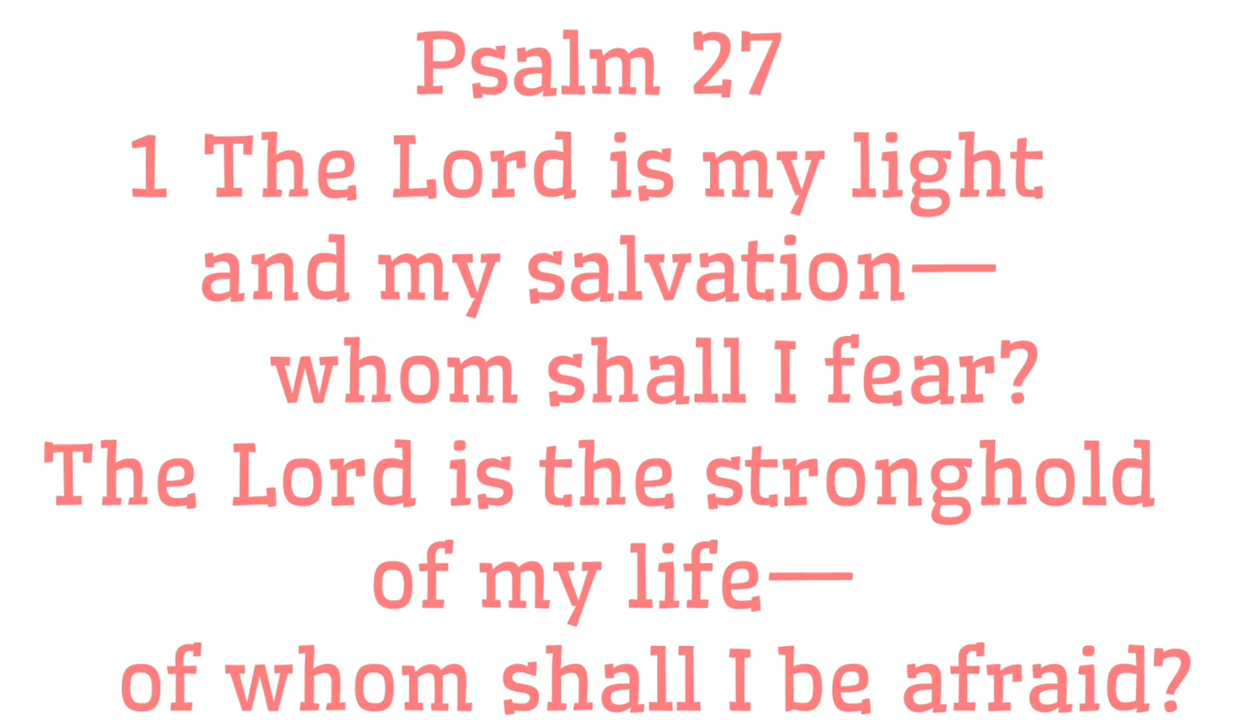 Psalm 27
1 The Lord is my light
and my salvation—
whom shall I fear?
The Lord is the stronghold
of my life—
of whom shall I be afraid?